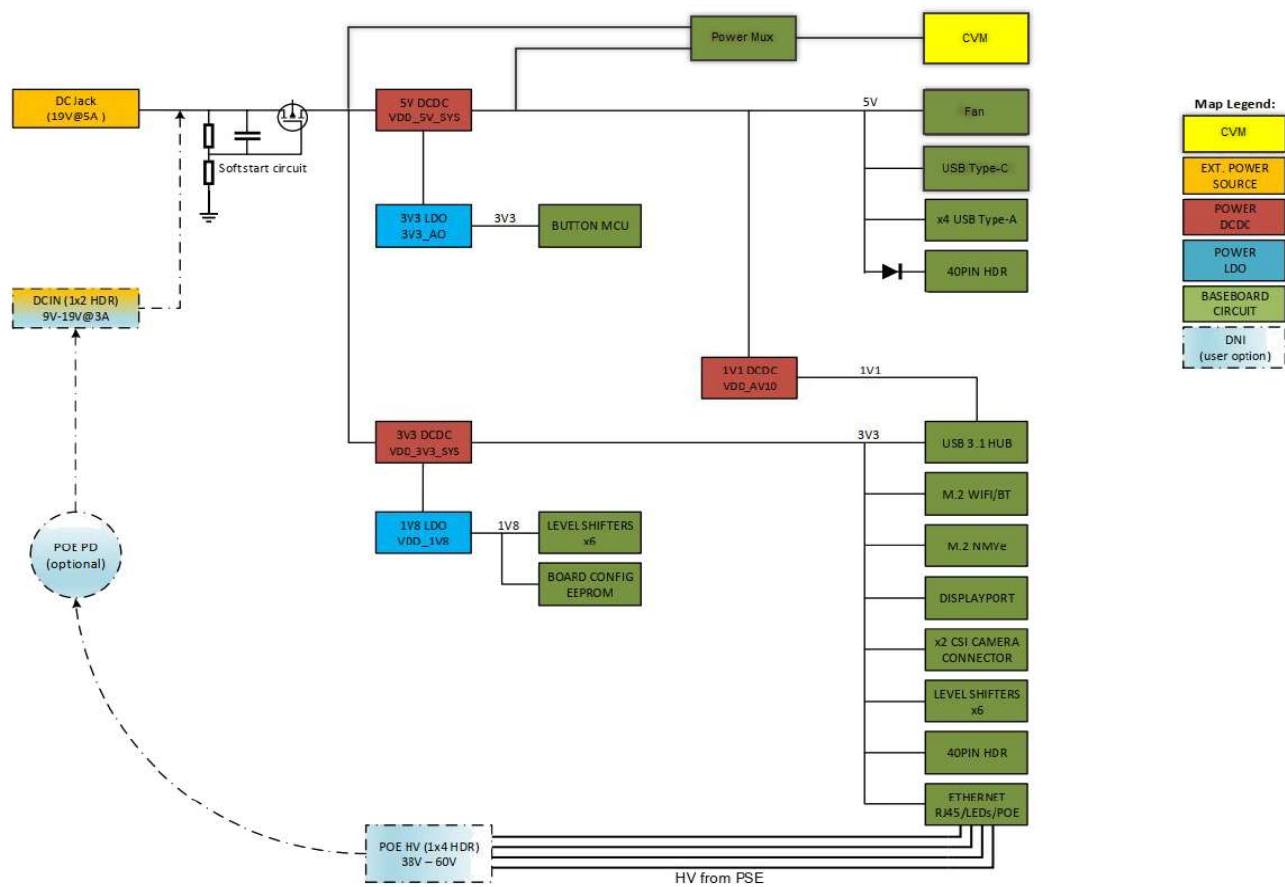 Power Mux
CVM
DC Jack
(19V@5A )
5V DCDC
VDD_5V_SYS
5V
Fan
Map Legend:
CVM
Softstart circuit
USB Type-C
EXT. POWER
SOURCE
3V3 LDO
3V3_AO
3V3
BUTTON MCU
x4 USB Type-A
POWER
DCDC
40PIN HDR
POWER
LDO
DCIN (1x2 HDR)
9V-19V@3A
BASEBOARD
CIRCUIT
DNI
(user option)
1V1 DCDC
VDD_AV10
1V1
3V3 DCDC
VDD_3V3_SYS
3V3
USB 3.1 HUB
M.2 WIFI/BT
1V8 LDO
VDD_1V8
1V8
LEVEL SHIFTERS
x6
M.2 NMVe
POE PD
(optional)
BOARD CONFIG
EEPROM
DISPLAYPORT
x2 CSI CAMERA
CONNECTOR
LEVEL SHIFTERS
x6
40PIN HDR
ETHERNET
RJ45/LEDs/POE
POE HV (1x4 HDR)
38V – 60V
HV from PSE